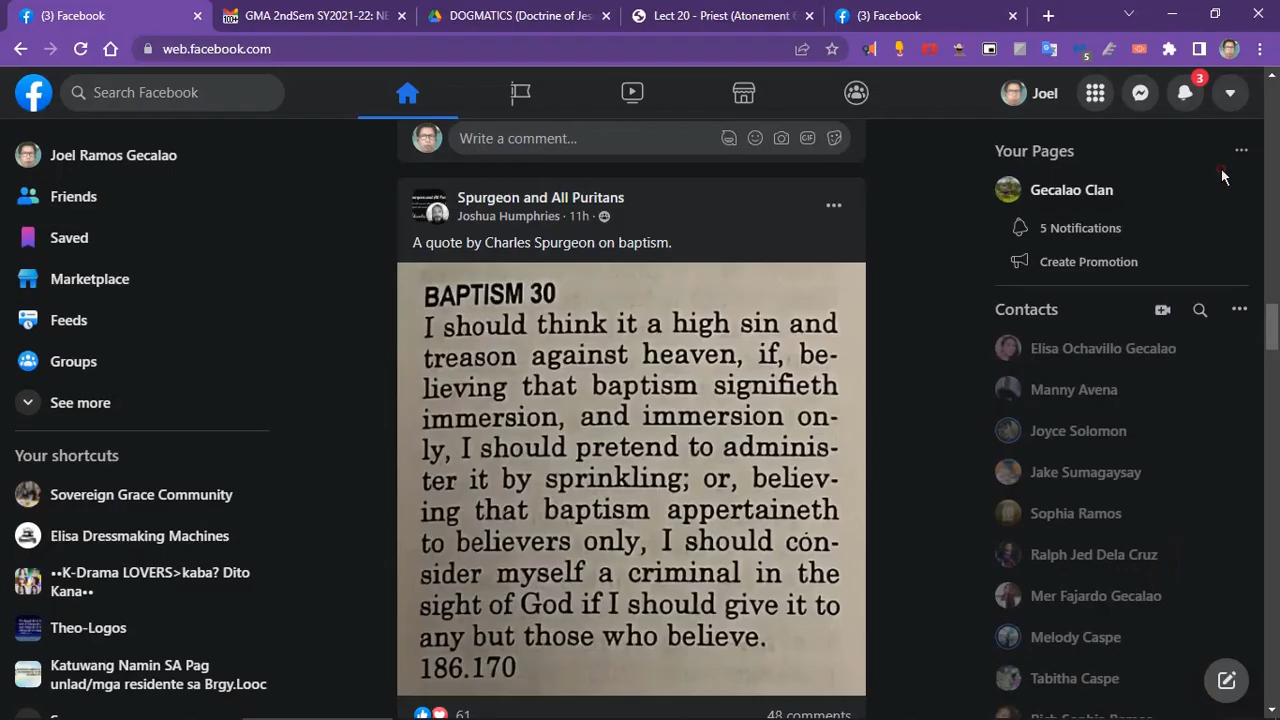 (3) Facebook
GMA 2ndSem SY2021-22: NE
DOGMATICS (Doctrine of Jes
Lect 20 - Priest (Atonement
(3) Facebook
web.facebook.com
5
Search Facebook
Joel
3
Joel Ramos Gecalao
Friends
Saved
Marketplace
Feeds
Groups
See more
Your shortcuts
Sovereign Grace Community
Elisa Dressmaking Machines
••K-Drama LOVERS>kaba? Dito
Kana••
Theo-Logos
Katuwang Namin SA Pag
unlad/mga residente sa Brgy.Looc
Write a comment...
GIF
Spurgeon and All Puritans
Joshua Humphries · 11h ·
A quote by Charles Spurgeon on baptism.
BAPTISM 30
I should think it a high sin and
treason against heaven, if, be-
lieving that baptism signifieth
immersion, and immersion on-
ly, I should pretend to adminis-
ter it by sprinkling; or, believ-
ing that baptism appertaineth
to believers only, I should con-
sider myself a criminal in the
sight of God if I should give it to
any but those who believe.
186.170
61
48 comments
Your Pages
Gecalao Clan
5 Notifications
Create Promotion
Contacts
Elisa Ochavillo Gecalao
Manny Avena
Joyce Solomon
Jake Sumagaysay
Sophia Ramos
Ralph Jed Dela Cruz
Mer Fajardo Gecalao
Melody Caspe
Tabitha Caspe